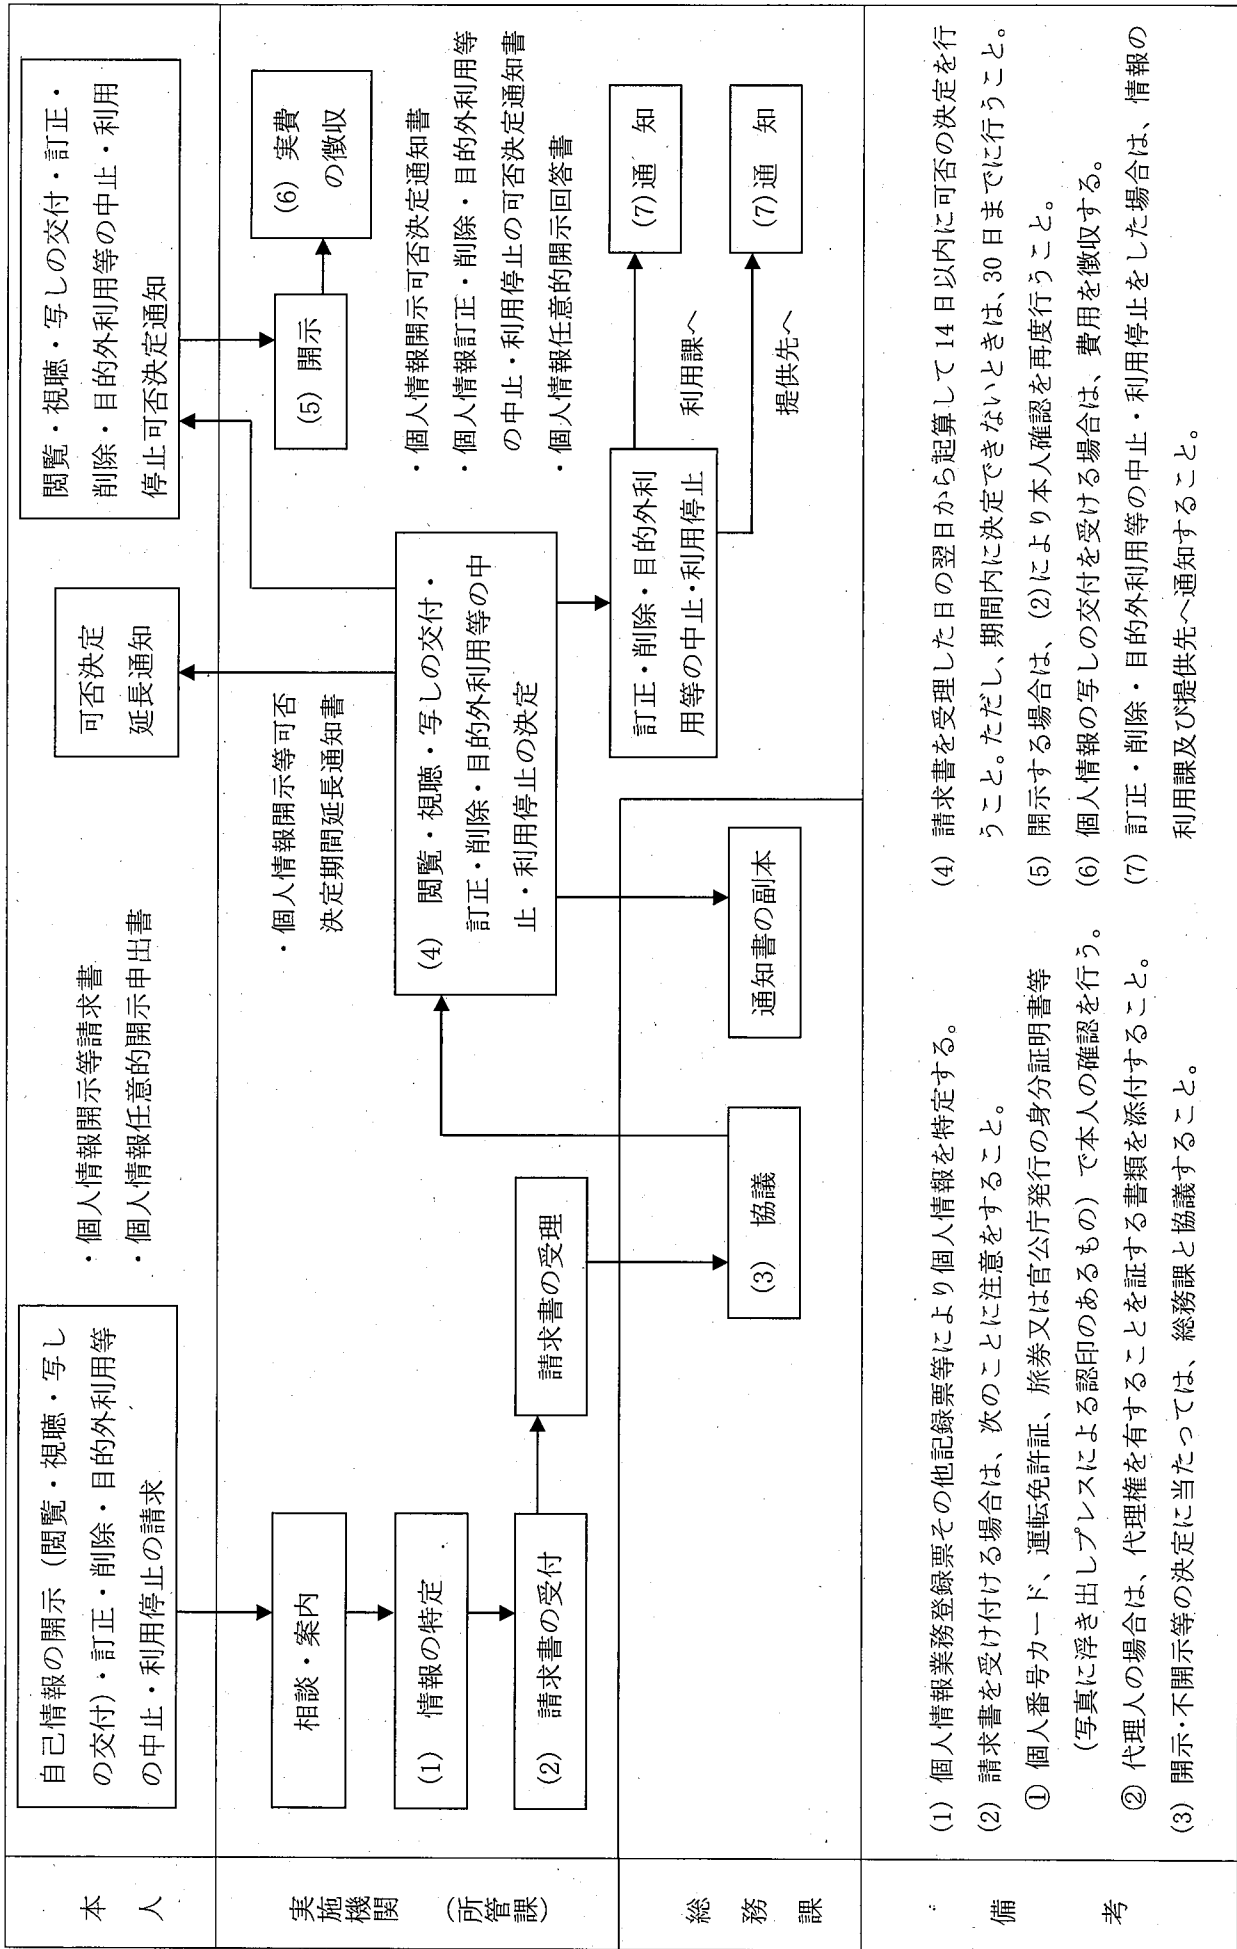 本人
自己情報の開示（閲覧・視聴・写し
の交付）・訂正・削除・目的外利用等
の中止・利用停止の請求
・個人情報開示等請求書
・個人情報任意的開示申出書
可否決定
延長通知
閲覧・視聴・写しの交付・訂正・
削除・目的外利用等の中止・利用
停止可否決定通知
実施機関
（所管課）
相談・案内
(1) 情報の特定
(2) 請求書の受付
請求書の受理
・個人情報開示等可否
決定期間延長通知書
(4) 閲覧・視聴・写しの交付・
訂正・削除・目的外利用等の中
止・利用停止の決定
(5) 開示
(6) 実費
の徴収
・個人情報開示可否決定通知書
・個人情報訂正・削除・目的外利用等
の中止・利用停止の可否決定通知書
・個人情報任意的開示回答書
訂正・削除・目的外利
用等の中止・利用停止
利用課へ
提供先へ
(7)通 知
(7)通 知
総務課
(3) 協議
通知書の副本
備考
(1) 個人情報業務登録票その他記録票等により個人情報を特定する。
(2) 請求書を受け付ける場合は、次のことに注意をすること。
① 個人番号カード、運転免許証、旅券又は官公庁発行の身分証明書等
（写真に浮き出しプレスによる認印のあるもの）で本人の確認を行う。
② 代理人の場合は、代理権を有することを証する書類を添付すること。
(3) 開示・不開示等の決定に当たっては、総務課と協議すること。
(4) 請求書を受理した日の翌日から起算して 14 日以内に可否の決定を行
うこと。ただし、期間内に決定できないときは、30 日までに行うこと。
(5) 開示する場合は、(2)により本人確認を再度行うこと。
(6) 個人情報の写しの交付を受ける場合は、費用を徴収する。
(7) 訂正・削除・目的外利用等の中止・利用停止をした場合は、情報の
利用課及び提供先へ通知すること。